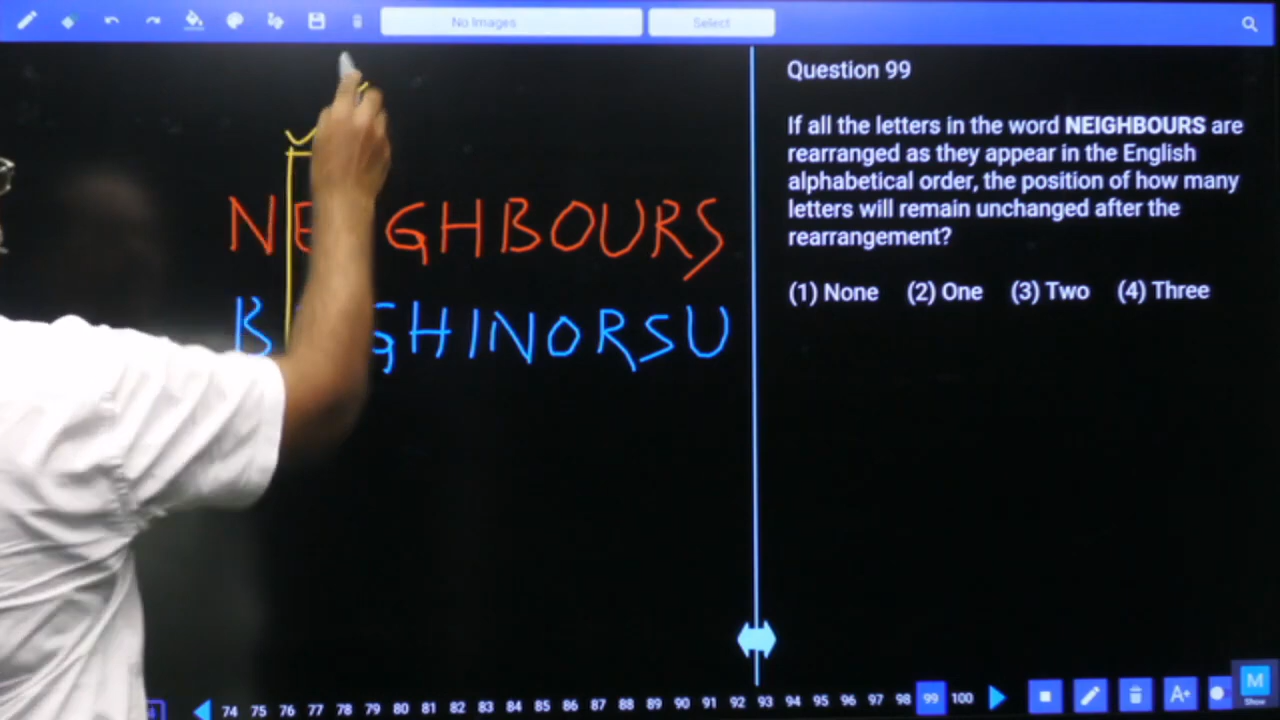 No Images
Select
Question 99
If all the letters in the word NEIGHBOURS are
rearranged as they appear in the English
alphabetical order, the position of how many
letters will remain unchanged after the
rearrangement?
(1) None (2) One (3) Two (4) Three
NE GHBOURS
B GHINORSU
74 75 76 77 78 79 80 81 82 83 84 85 86 87 88 89 90 91 92 93 94 95 96 97 98 99 100
A+
M
Show